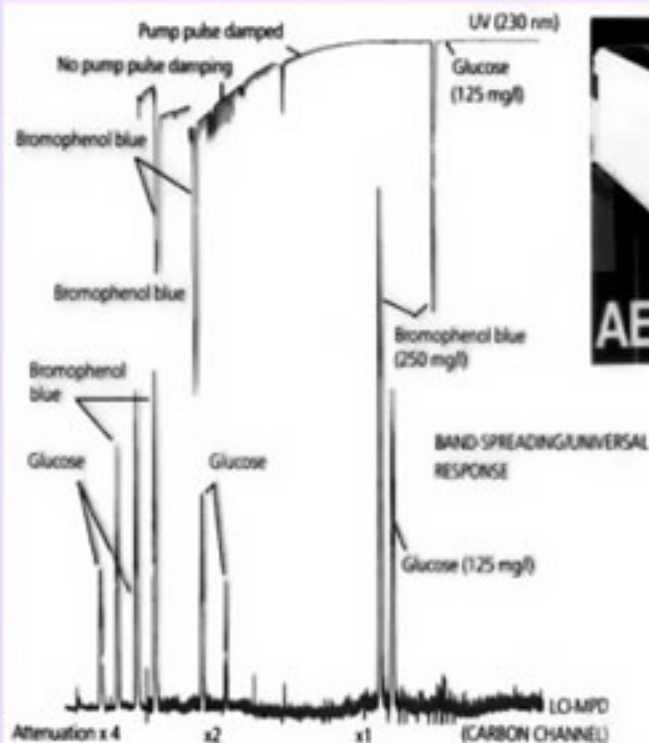 UV (230 nm)
Pump pulse damped
No pump pulse damping
Glucose
(125 mg/l)
Bromophenol blue
Bromophenol blue
Bromophenol blue
(250 mg/l)
Bromophenol
blue
BAND-SPREADING/UNIVERSAL
RESPONSE
Glucose
Glucose
Glucose (125 mg/l)
LC-MPD
Attenuation x 4
x2
x1
(CARBON CHANNEL)
AE